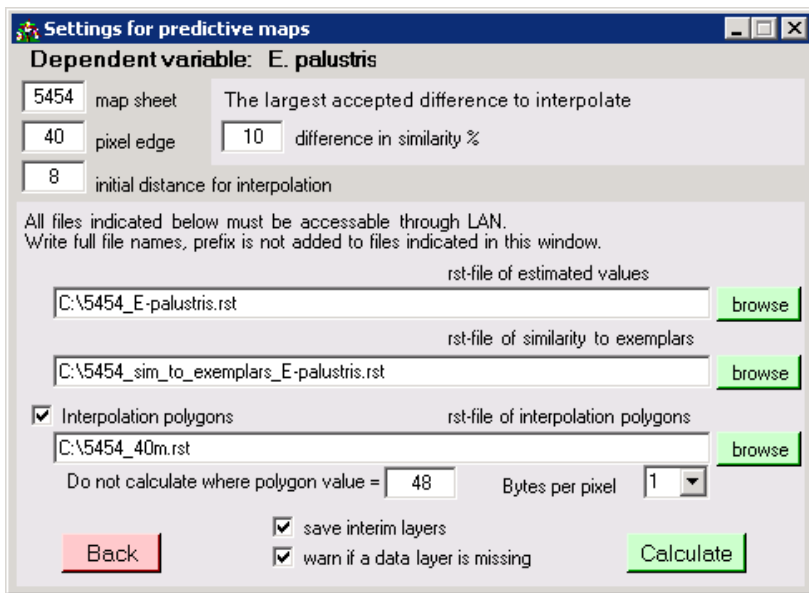 Settings for predictive maps
Dependent variable: E. palustris
5454 map sheet
The largest accepted difference to interpolate
40 pixel edge
10 difference in similarity %
8 initial distance for interpolation
All files indicated below must be accessable through LAN.
Write full file names, prefix is not added to files indicated in this window.
rst-file of estimated values
C:\5454_E-palustris.rst browse
rst-file of similarity to exemplars
C:\5454_sim_to_exemplars_E-palustris.rst browse
Interpolation polygons rst-file of interpolation polygons
C:\5454_40m.rst browse
Do not calculate where polygon value = 48 Bytes per pixel 1
save interim layers
Back warn if a data layer is missing Calculate